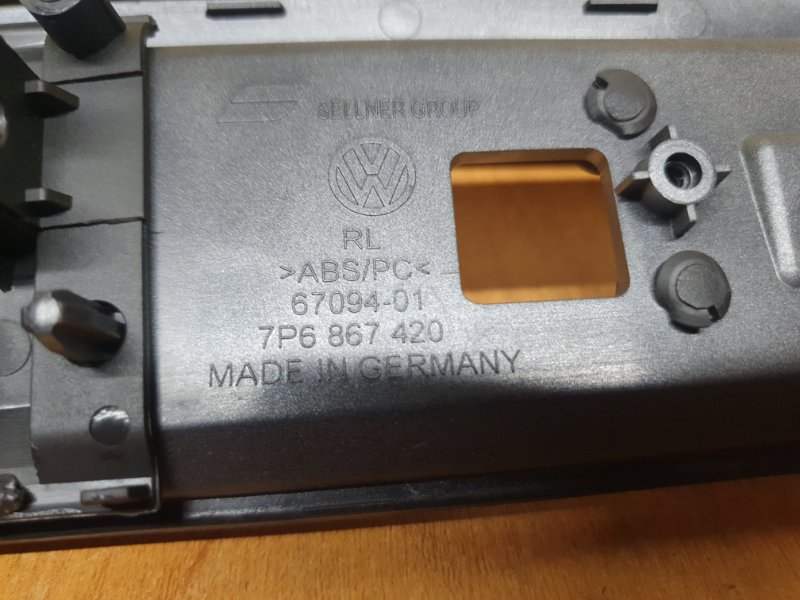 SELLNER GROUP
RL
>ABS/PC<
67094-01
7P6 867 420
MADE IN GERMANY